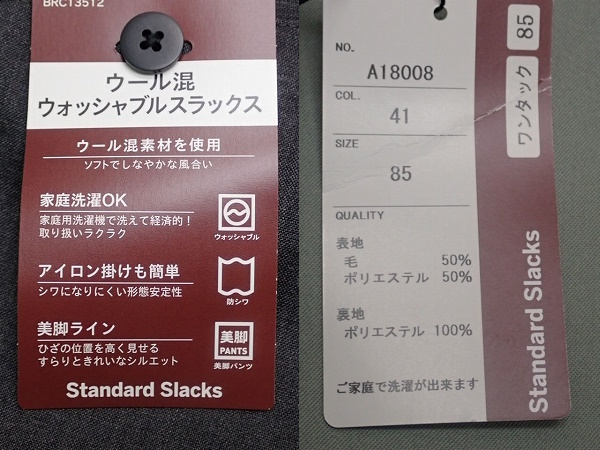 BRC13512
ウール混
ウォッシャブルスラックス
ウール混素材を使用
ソフトでしなやかな風合い
家庭洗濯OK
家庭用洗濯機で洗えて経済的！
取り扱いラクラク
ウォッシャブル
アイロン掛けも簡単
シワになりにくい形態安定性
防シワ
美脚ライン
ひざの位置を高く見せる
すらりときれいなシルエット
美脚
PANTS
美脚パンツ
Standard Slacks
NO.
A18008
COL.
41
SIZE
85
QUALITY
表地
毛 50%
ポリエステル 50%
裏地
ポリエステル 100%
ご家庭で洗濯が出来ます
85
ワンタック
Standard Slacks